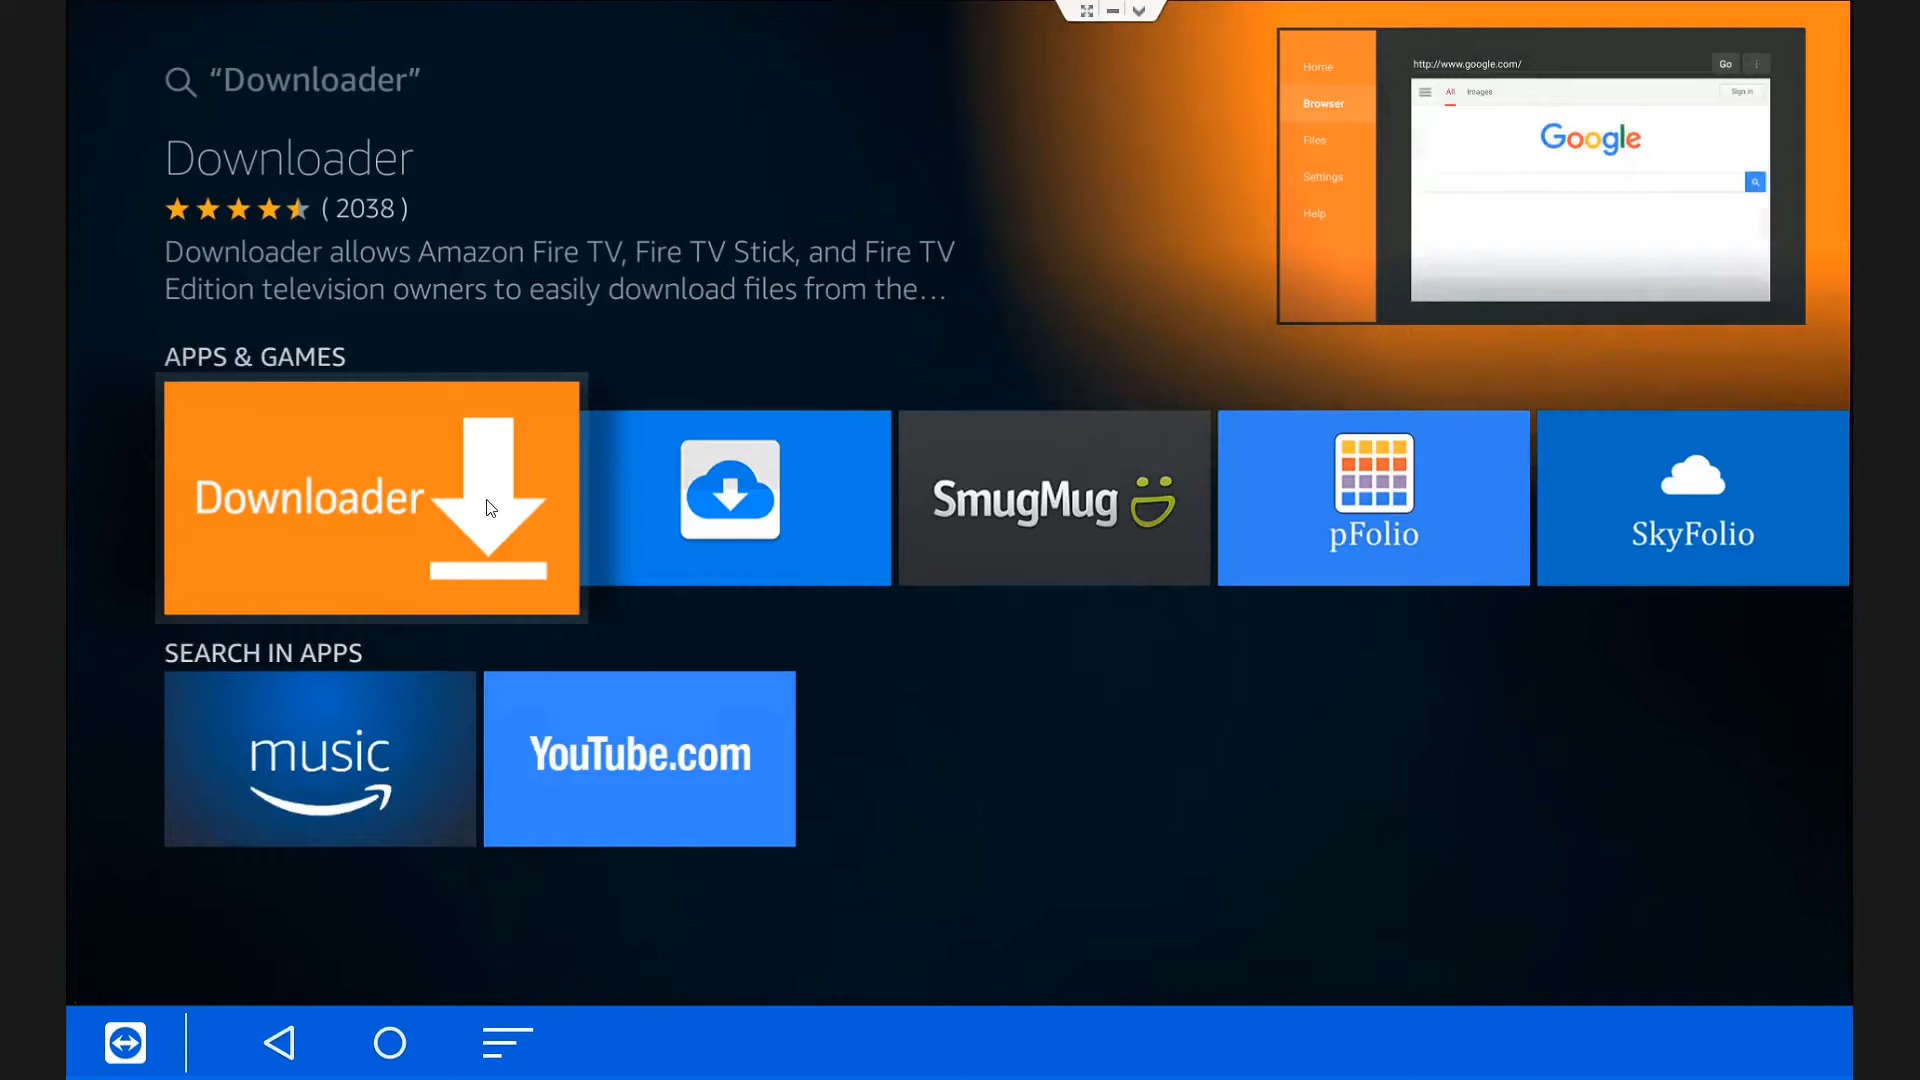 “Downloader”
Downloader
( 2038 )
Downloader allows Amazon Fire TV, Fire TV Stick, and Fire TV
Edition television owners to easily download files from the…
Home
Browser
Files
Settings
Help
http://www.google.com/
Go
All Images
Sign in
Google
APPS & GAMES
Downloader
SmugMug
pFolio
SkyFolio
SEARCH IN APPS
music
YouTube.com